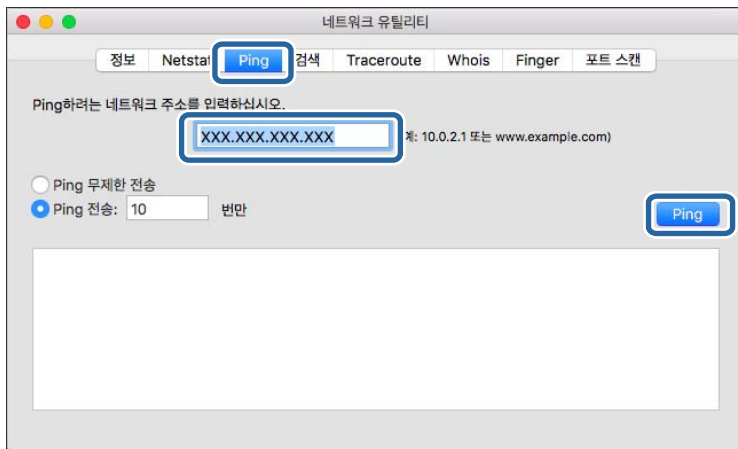 네트워크 유틸리티
정보 Netstat Ping 검색 Traceroute Whois Finger 포트 스캔
Ping하려는 네트워크 주소를 입력하십시오.
XXX.XXX.XXX.XXX 예: 10.0.2.1 또는 www.example.com)
Ping 무제한 전송
Ping 전송: 10 번만
Ping